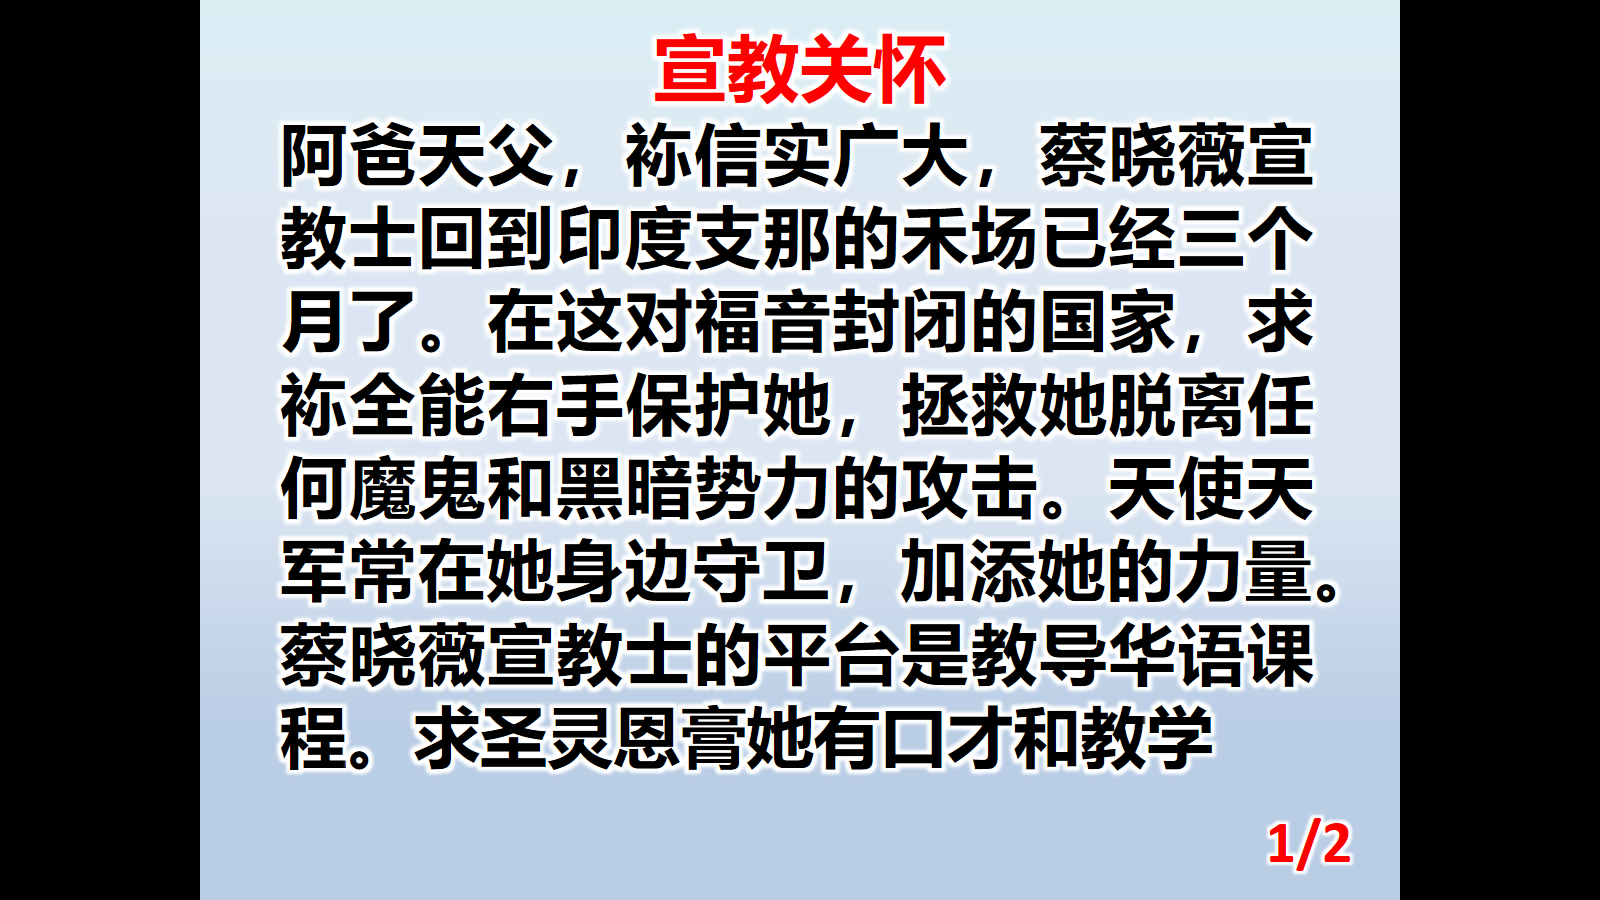 宣教关怀
阿爸天父，祢信实广大，蔡晓薇宣
教士回到印度支那的禾场已经三个
月了。在这对福音封闭的国家，求
祢全能右手保护她，拯救她脱离任
何魔鬼和黑暗势力的攻击。天使天
军常在她身边守卫，加添她的力量。
蔡晓薇宣教士的平台是教导华语课
程。求圣灵恩膏她有口才和教学
1/2